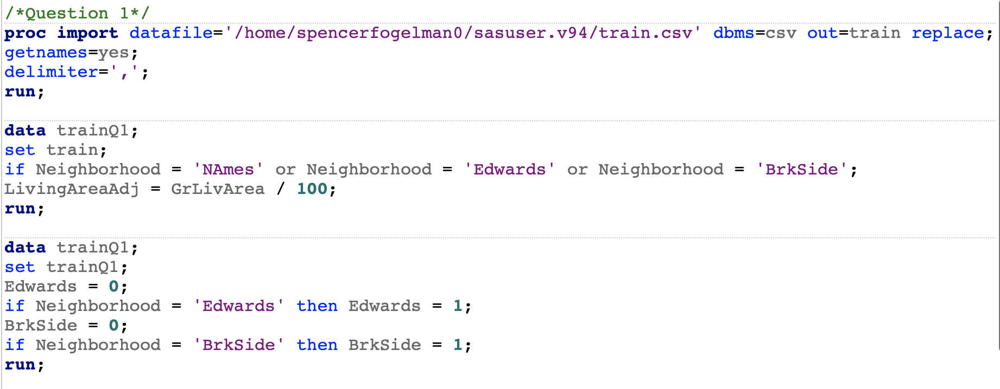 /*Question 1*/
proc import datafile='/home/spencerfogelman0/sasuser.v94/train.csv' dbms=csv out=train replace;
getnames=yes;
delimiter=',';
run;
data trainQ1;
set train;
if Neighborhood = 'NAmes' or Neighborhood = 'Edwards' or Neighborhood = 'BrkSide';
LivingAreaAdj = GrLivArea / 100;
run;
data trainQ1;
set trainQ1;
Edwards = 0;
if Neighborhood = 'Edwards' then Edwards = 1;
BrkSide = 0;
if Neighborhood = 'BrkSide' then BrkSide = 1;
run;